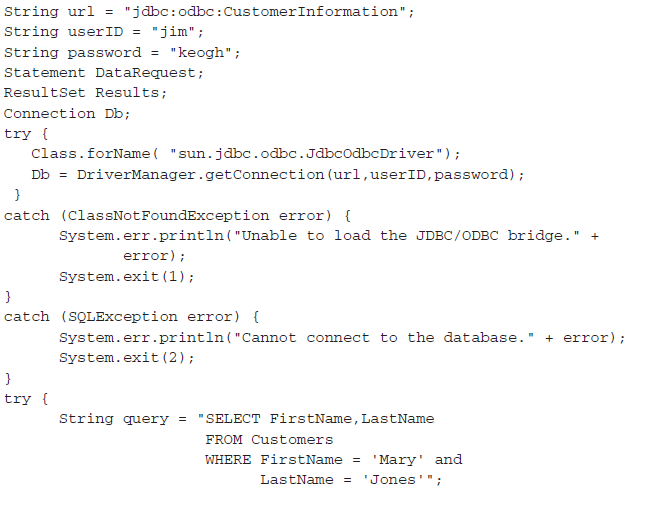 String url = "jdbc:odbc:CustomerInformation";
String userID = "jim";
String password = "keogh";
Statement DataRequest;
ResultSet Results;
Connection Db;
try {
   Class.forName( "sun.jdbc.odbc.JdbcOdbcDriver");
   Db = DriverManager.getConnection(url,userID,password);
 }
catch (ClassNotFoundException error) {
      System.err.println("Unable to load the JDBC/ODBC bridge." +
             error);
      System.exit(1);
}
catch (SQLException error) {
      System.err.println("Cannot connect to the database." + error);
      System.exit(2);
}
try {
      String query = "SELECT FirstName,LastName
                      FROM Customers
                      WHERE FirstName = 'Mary' and
                            LastName = 'Jones'";